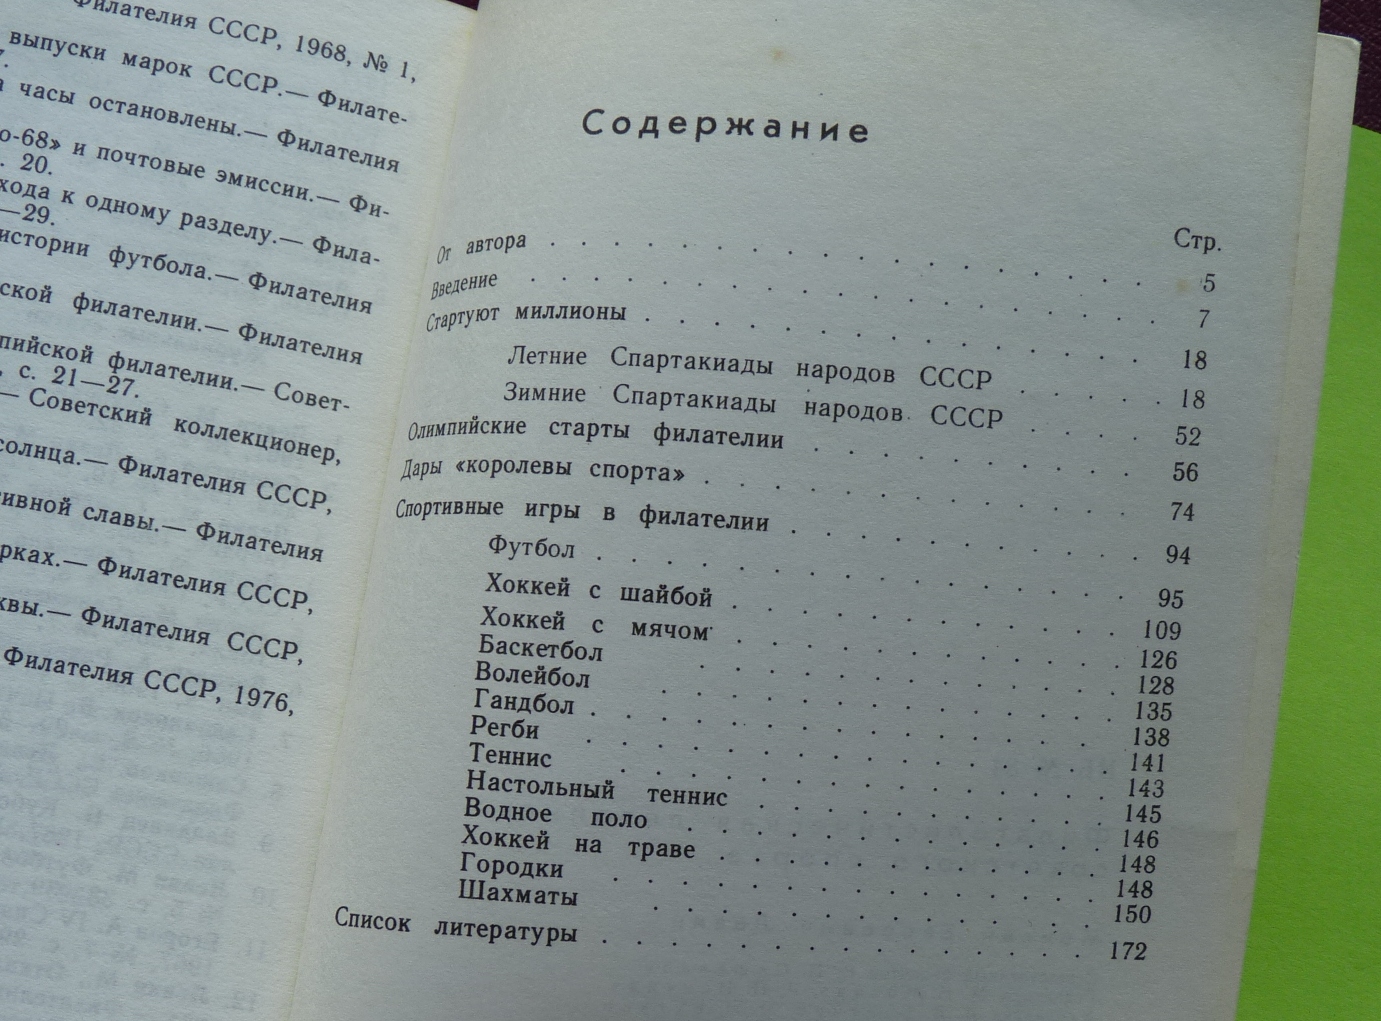 Филателия СССР, 1968, № 1,
выпуски марок СССР.— Филате-
7.
часы остановлены.— Филателия
о-68» и почтовые эмиссии.— Фи-
. 20.
хода к одному разделу.— Фила-
—29.
истории футбола.— Филателия
ской филателии.— Филателия
пийской филателии.— Совет-
, с. 21—27.
— Советский коллекционер,
солнца.— Филателия СССР,
тивной славы.— Филателия
рках.— Филателия СССР,
квы.— Филателия СССР,
Филателия СССР, 1976,
Содержание
Стр.
От автора . . . . . . . . . . . . 5
Введение . . . . . . . . . . . . 7
Стартуют миллионы . . . . . . . . . . 18
Летние Спартакиады народов СССР . . . . 18
Зимние Спартакиады народов СССР . . . . 52
Олимпийские старты филателии . . . . . . . 56
Дары «королевы спорта» . . . . . . . . . 74
Спортивные игры в филателии . . . . . . . . 94
Футбол . . . . . . . . . . . . 95
Хоккей с шайбой . . . . . . . . . . 109
Хоккей с мячом . . . . . . . . . . 126
Баскетбол . . . . . . . . . . 128
Волейбол . . . . . . . . . . 135
Гандбол . . . . . . . . . . . . 138
Регби . . . . . . . . . . . . 141
Теннис . . . . . . . . . . . 143
Настольный теннис . . . . . . . . . 145
Водное поло . . . . . . . . . . 146
Хоккей на траве . . . . . . . . . 148
Городки . . . . . . . . . . . 148
Шахматы . . . . . . . . . . 150
Список литературы . . . . . . . . . . . 172